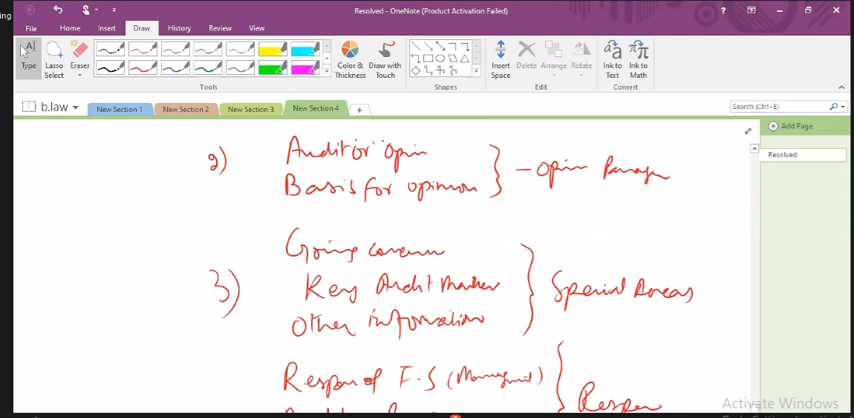 Resolved - OneNote (Product Activation Failed)
File Home Insert Draw History Review View
Type
Lasso Select
Eraser
Color & Thickness
Draw with Touch
Insert Space
Delete
Arrange
Rotate
Ink to Text
Ink to Math
Tools Shapes Edit Convert
b.law New Section 1 New Section 2 New Section 3 New Section 4
Search (Ctrl+E)
Add Page
Resolved
2) Auditor Opin
Basis for opinion
- opin
Going concern
3) Key Audit Matter
Special Areas
Other information
Respon of F.S (Managment)
Respon
Activate Windows